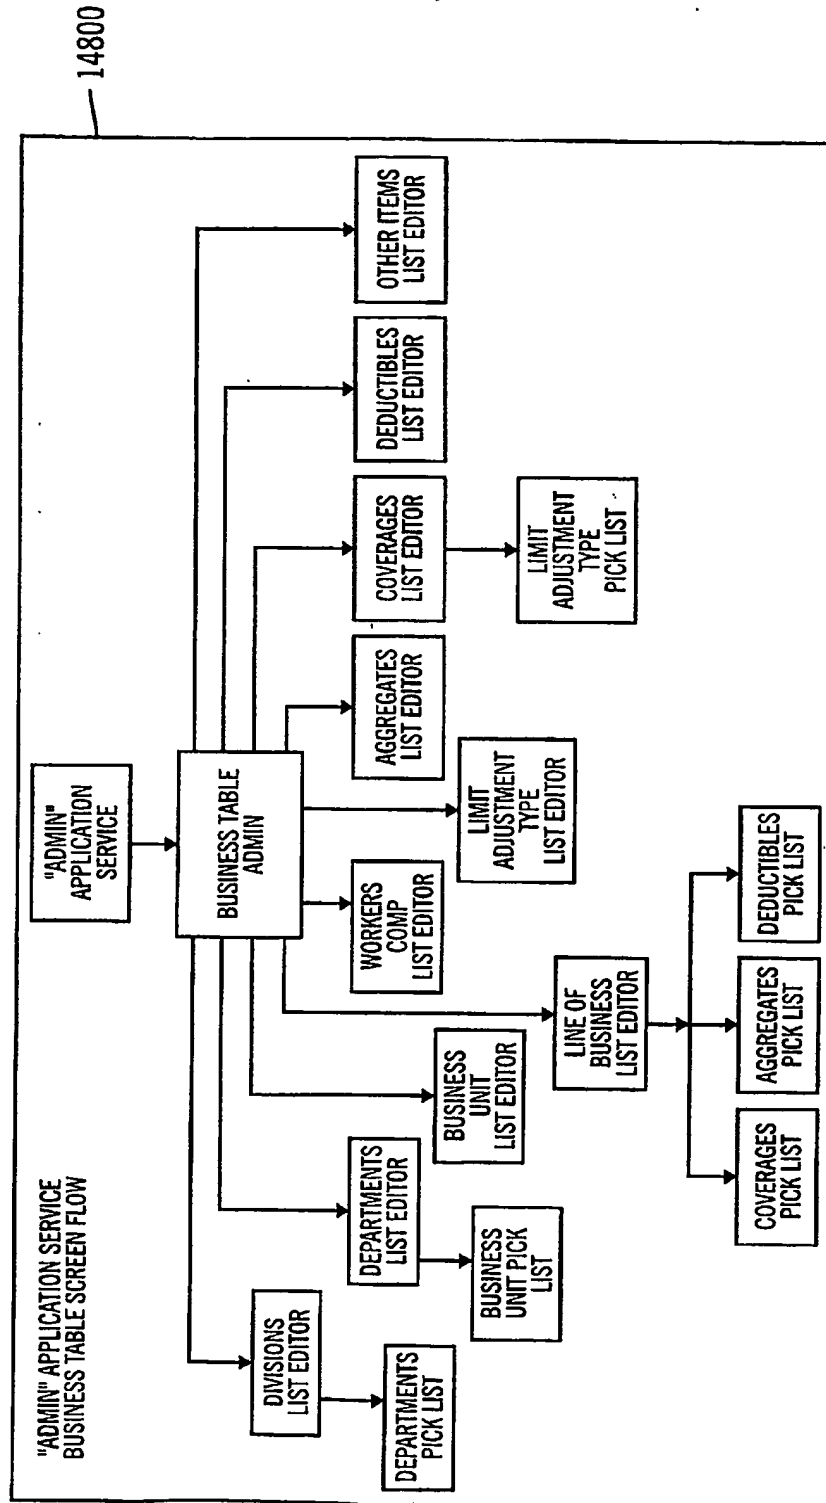 14800
"ADMIN" APPLICATION SERVICE
BUSINESS TABLE SCREEN FLOW
"ADMIN"
APPLICATION
SERVICE
BUSINESS TABLE
ADMIN
DIVISIONS
LIST EDITOR
DEPARTMENTS
PICK LIST
DEPARTMENTS
LIST EDITOR
BUSINESS
UNIT PICK
LIST
BUSINESS
UNIT
LIST EDITOR
LINE OF
BUSINESS
LIST EDITOR
COVERAGES
PICK LIST
AGGREGATES
PICK LIST
DEDUCTIBLES
PICK LIST
WORKERS
COMP
LIST EDITOR
LIMIT
ADJUSTMENT
TYPE
LIST EDITOR
AGGREGATES
LIST EDITOR
COVERAGES
LIST EDITOR
LIMIT
ADJUSTMENT
TYPE
PICK LIST
DEDUCTIBLES
LIST EDITOR
OTHER ITEMS
LIST EDITOR